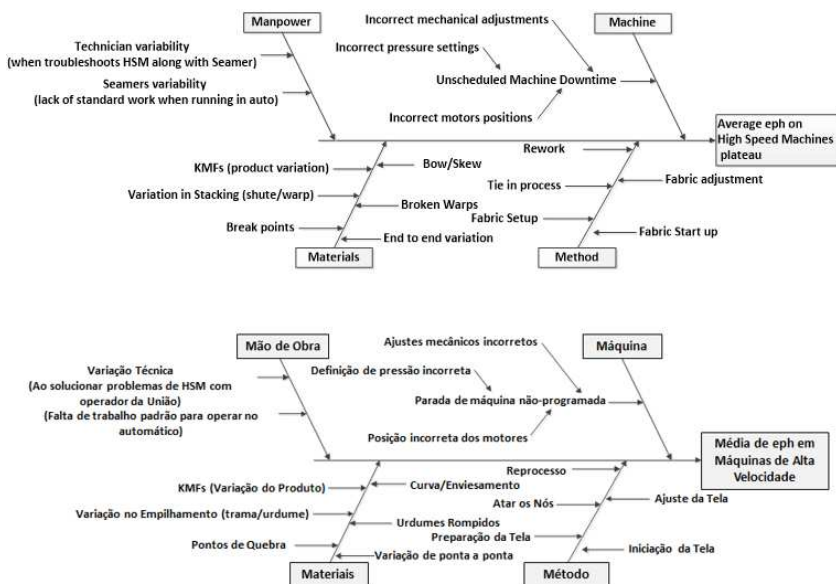 Manpower
Incorrect mechanical adjustments
Machine
Technician variability
(when troubleshoots HSM along with Seamer)
Incorrect pressure settings
Seamers variability
(lack of standard work when running in auto)
Unscheduled Machine Downtime
Incorrect motors positions
Average eph on
High Speed Machines
plateau
Rework
KMFs (product variation)
Bow/Skew
Tie in process
Fabric adjustment
Variation in Stacking (shute/warp)
Broken Warps
Fabric Setup
Break points
End to end variation
Fabric Start up
Materials
Method
Mão de Obra
Ajustes mecânicos incorretos
Máquina
Variação Técnica
(Ao solucionar problemas de HSM com
operador da União)
(Falta de trabalho padrão para operar no
automático)
Definição de pressão incorreta
Parada de máquina não-programada
Posição incorreta dos motores
Média de eph em
Máquinas de Alta
Velocidade
Reprocesso
KMFs (Variação do Produto)
Curva/Enviesamento
Atar os Nós
Ajuste da Tela
Variação no Empilhamento (trama/urdume)
Urdumes Rompidos
Preparação da Tela
Pontos de Quebra
Variação de ponta a ponta
Iniciação da Tela
Materiais
Método